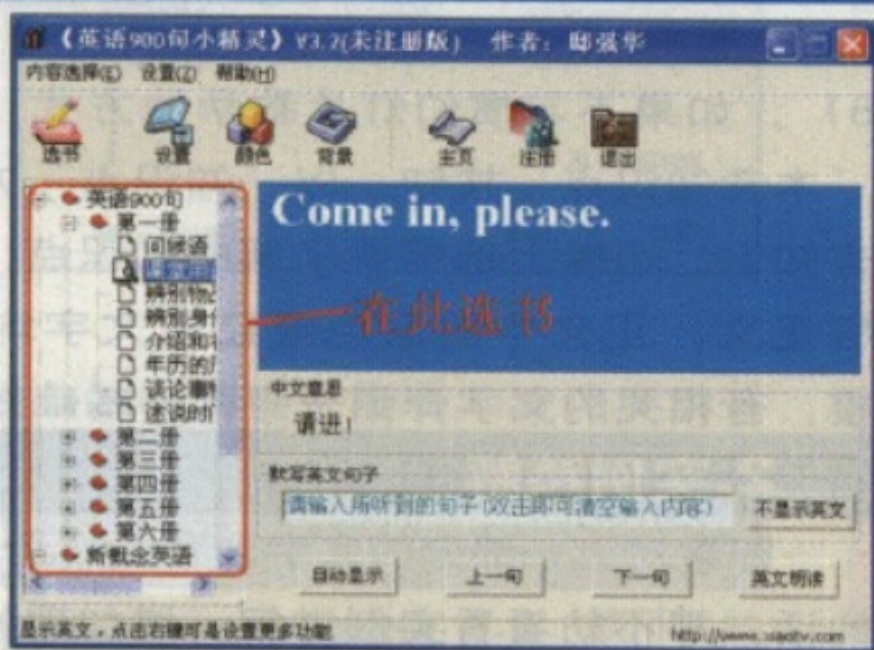 《英语900句小精灵》V3.2(未注册版) 作者：邸强华
内容选择(E) 设置(Z) 帮助(H)
选书 设置 颜色 背景 主页 注册 退出
英语900句
第一册
问候语
辨别物
辨别身
介绍和
年历的
谈论事
述说时
第二册
第三册
第四册
第五册
第六册
新概念英语
Come in, please.
在此选书
中文意思
请进！
默写英文句子
请输入所听到的句子(双击即可清空输入内容)
不显示英文
自动显示 上一句 下一句 英文朗读
显示英文，点击右键可是设置更多功能
http://www.xiaotv.com